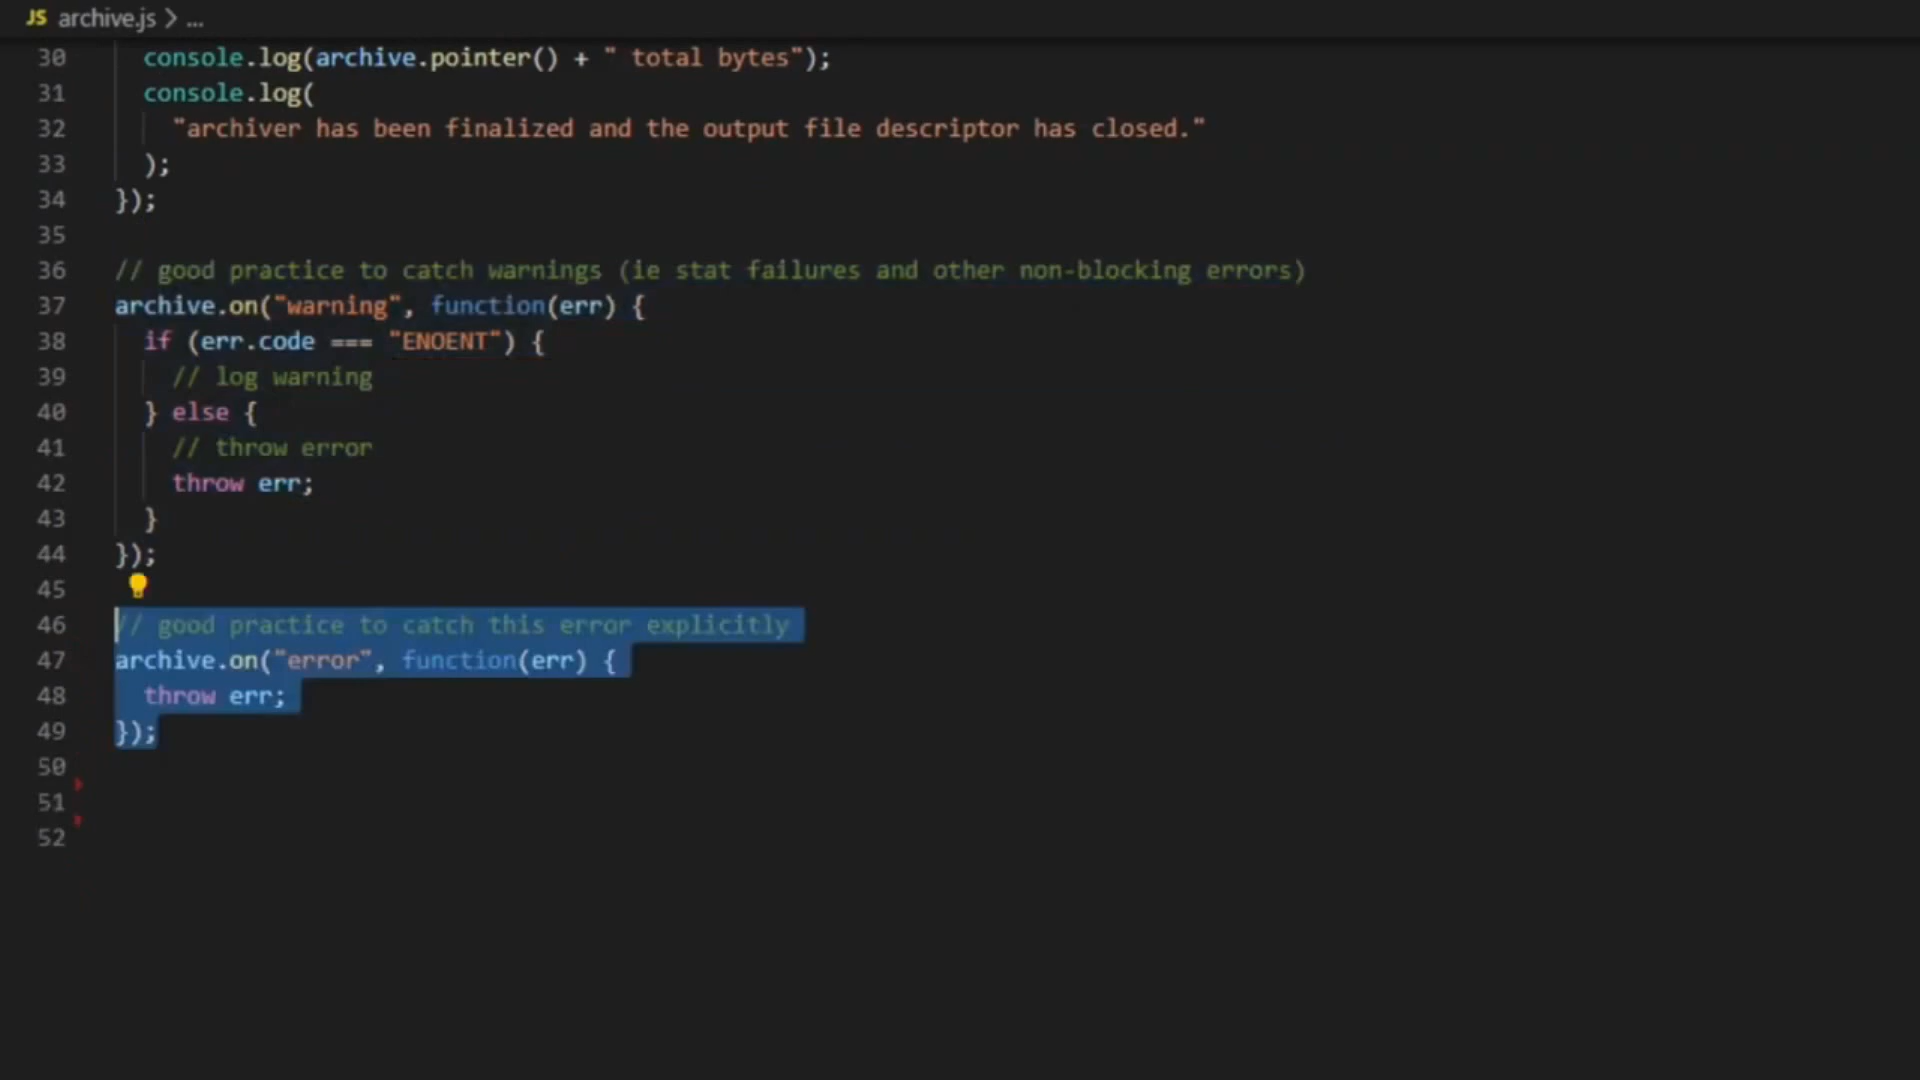 JS archive.js > ...
30 console.log(archive.pointer() + " total bytes");
31 console.log(
32 "archiver has been finalized and the output file descriptor has closed."
33 );
34 });
35
36 // good practice to catch warnings (ie stat failures and other non-blocking errors)
37 archive.on("warning", function(err) {
38 if (err.code === "ENOENT") {
39 // log warning
40 } else {
41 // throw error
42 throw err;
43 }
44 });
45
46 // good practice to catch this error explicitly
47 archive.on("error", function(err) {
48 throw err;
49 });
50
51
52